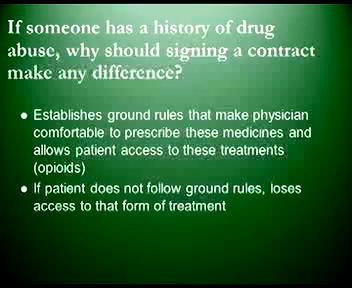 If someone has a history of drug
abuse, why should signing a contract
make any difference?
• Establishes ground rules that make physician
comfortable to prescribe these medicines and
allows patient access to these treatments
(opioids)
• If patient does not follow ground rules, loses
access to that form of treatment